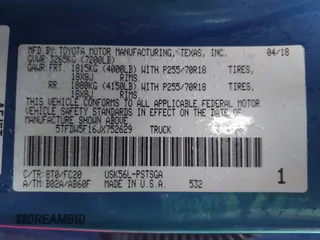 MFD BY: TOYOTA MOTOR MANUFACTURING, TEXAS, INC. 04/18
GVWR 3265KG (7200LB)
GAWR: FRT 1815KG (4000LB) WITH P255/70R18 TIRES,
18X8J RIMS
RR 1880KG (4150LB) WITH P255/70R18 TIRES,
18X8J RIMS
THIS VEHICLE CONFORMS TO ALL APPLICABLE FEDERAL MOTOR
VEHICLE SAFETY STANDARDS IN EFFECT ON THE DATE OF
MANUFACTURE SHOWN ABOVE.
5TFDW5F16JX752629 TRUCK
C/TR: 8T0/FC20 USK56L-PSTSGA
A/TM: B02A/AB60F MADE IN U.S.A. 532 1
DREAMBID